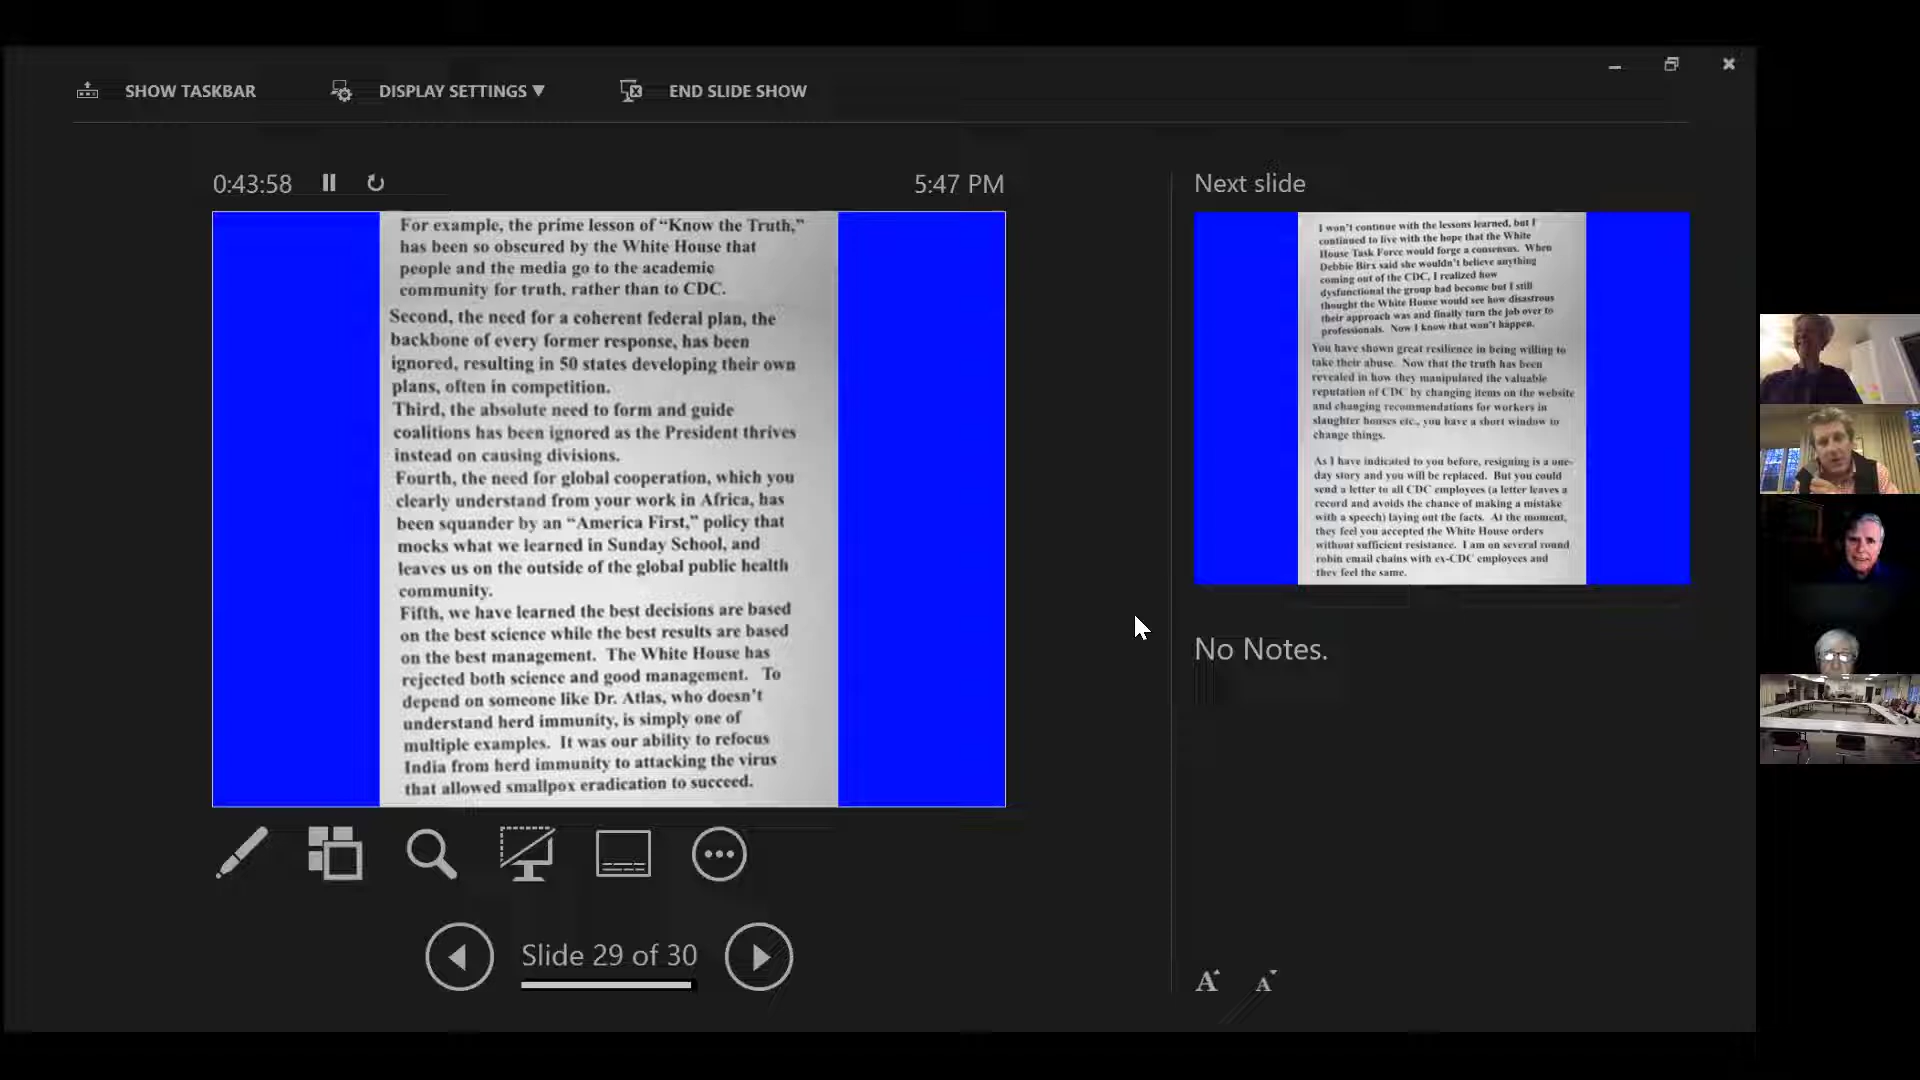 SHOW TASKBAR
DISPLAY SETTINGS ▼
END SLIDE SHOW
0:43:58
5:47 PM
For example, the prime lesson of “Know the Truth,”
has been so obscured by the White House that
people and the media go to the academic
community for truth, rather than to CDC.
Second, the need for a coherent federal plan, the
backbone of every former response, has been
ignored, resulting in 50 states developing their own
plans, often in competition.
Third, the absolute need to form and guide
coalitions has been ignored as the President thrives
instead on causing divisions.
Fourth, the need for global cooperation, which you
clearly understand from your work in Africa, has
been squander by an “America First,” policy that
mocks what we learned in Sunday School, and
leaves us on the outside of the global public health
community.
Fifth, we have learned the best decisions are based
on the best science while the best results are based
on the best management. The White House has
rejected both science and good management. To
depend on someone like Dr. Atlas, who doesn’t
understand herd immunity, is simply one of
multiple examples. It was our ability to refocus
India from herd immunity to attacking the virus
that allowed smallpox eradication to succeed.
Slide 29 of 30
Next slide
I won’t continue with the lessons learned, but I
continued to live with the hope that the White
House Task Force would forge a consensus. When
Debbie Birx said she wouldn’t believe anything
coming out of the CDC, I realized how
dysfunctional the group had become but I still
thought the White House would see how disastrous
their approach was and finally turn the job over to
professionals. Now I know that won’t happen.
You have shown great resilience in being willing to
take their abuse. Now that the truth has been
revealed in how they manipulated the valuable
reputation of CDC by changing items on the website
and changing recommendations for workers in
slaughter houses etc., you have a short window to
change things.
As I have indicated to you before, resigning is a one-
day story and you will be replaced. But you could
send a letter to all CDC employees (a letter leaves a
record and avoids the chance of making a mistake
with a speech) laying out the facts. At the moment,
they feel you accepted the White House orders
without sufficient resistance. I am on several round
robin email chains with ex-CDC employees and
they feel the same.
No Notes.
A A